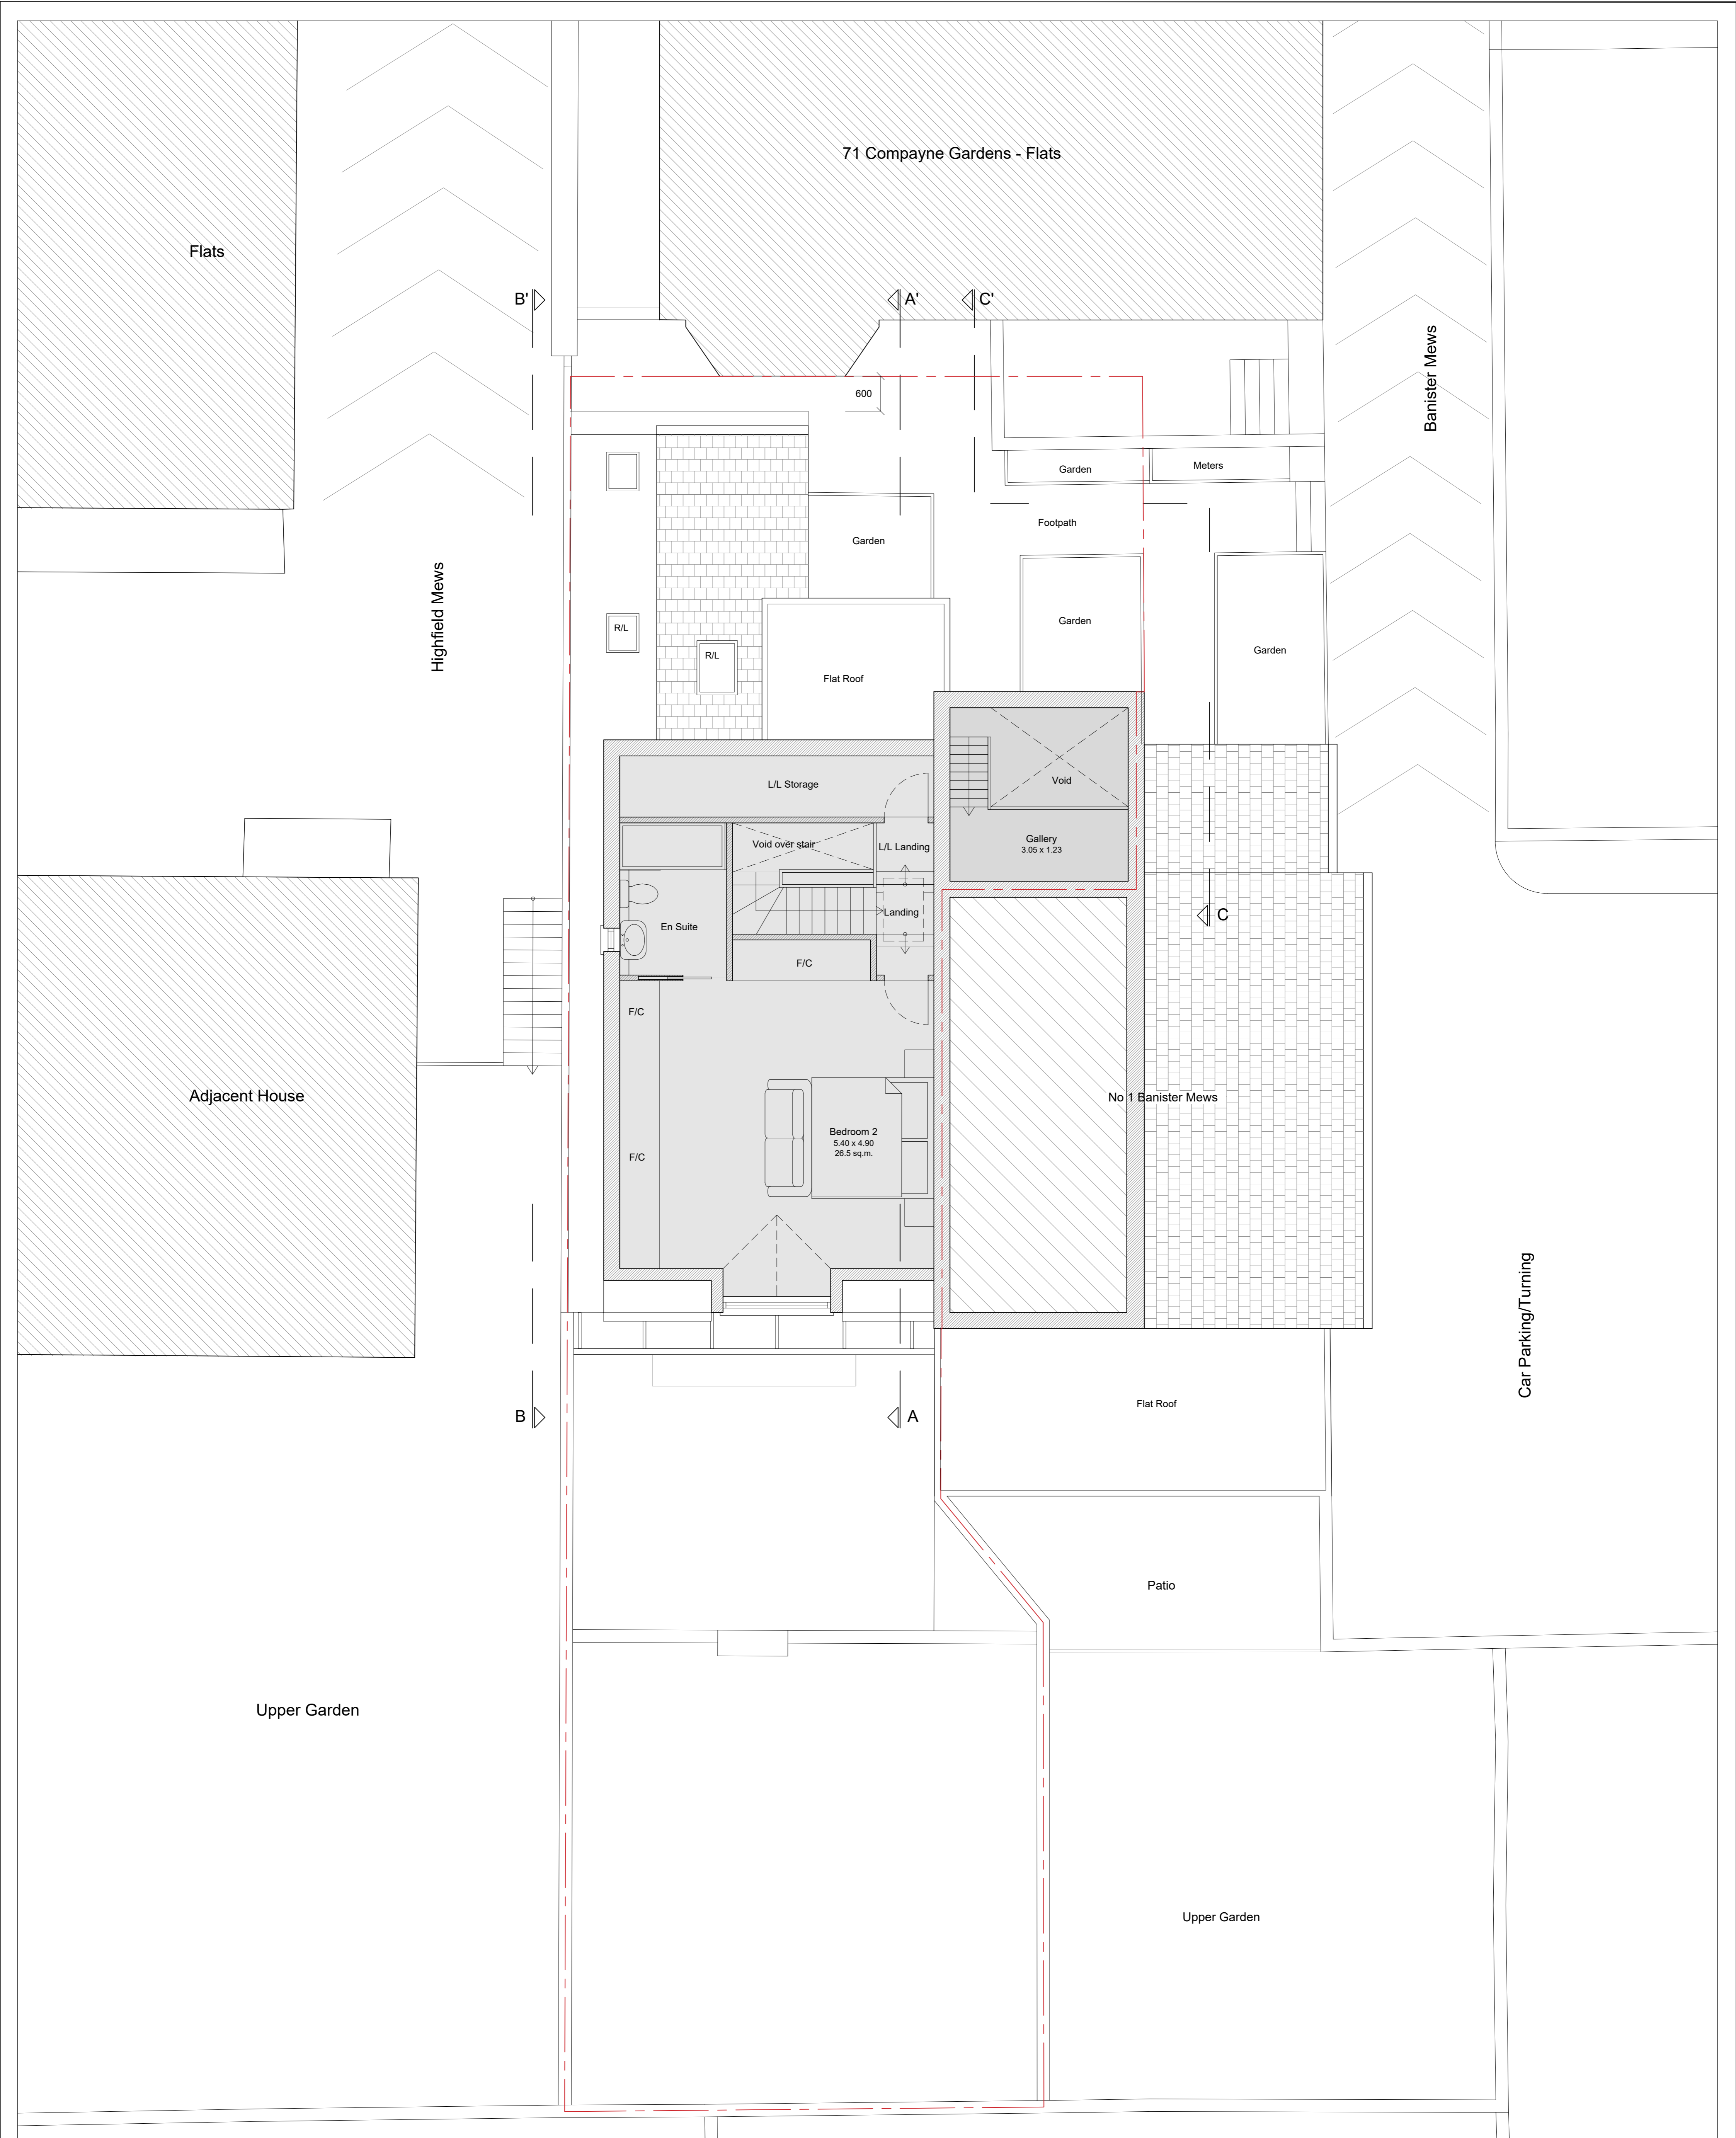 71 Compayne Gardens - Flats
Flats
B'
A'
C'
Banister Mews
600
Garden
Meters
Footpath
Garden
Highfield Mews
R/L
R/L
Garden
Garden
Flat Roof
L/L Storage
Void
Void over stair
L/L Landing
Gallery
3.05 x 1.23
Landing
C
En Suite
F/C
F/C
Adjacent House
No 1 Banister Mews
Bedroom 2
5.40 x 4.90
26.5 sq.m.
F/C
Car Parking/Turning
B
A
Flat Roof
Patio
Upper Garden
Upper Garden